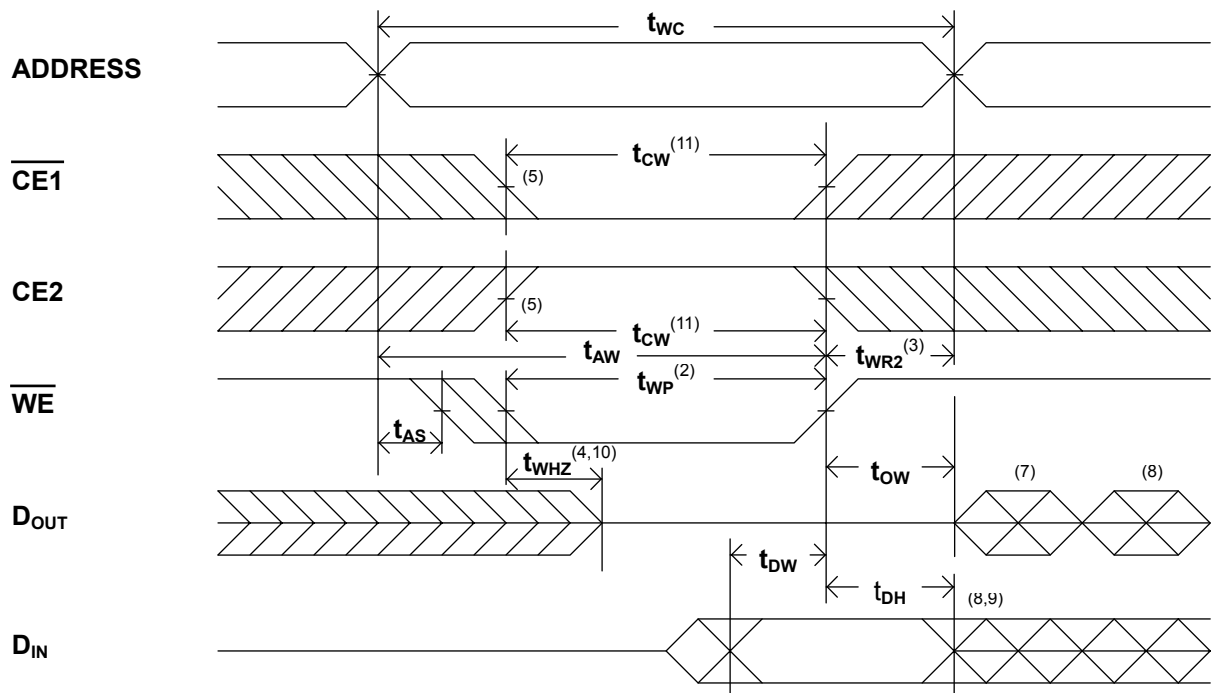 tWC
ADDRESS
CE1
tCW(11)
(5)
CE2
(5)
tCW(11)
tAW
tWR2(3)
WE
tWP(2)
tAS
tWHZ(4,10)
tOW
(7)
(8)
DOUT
tDW
tDH
(8,9)
DIN